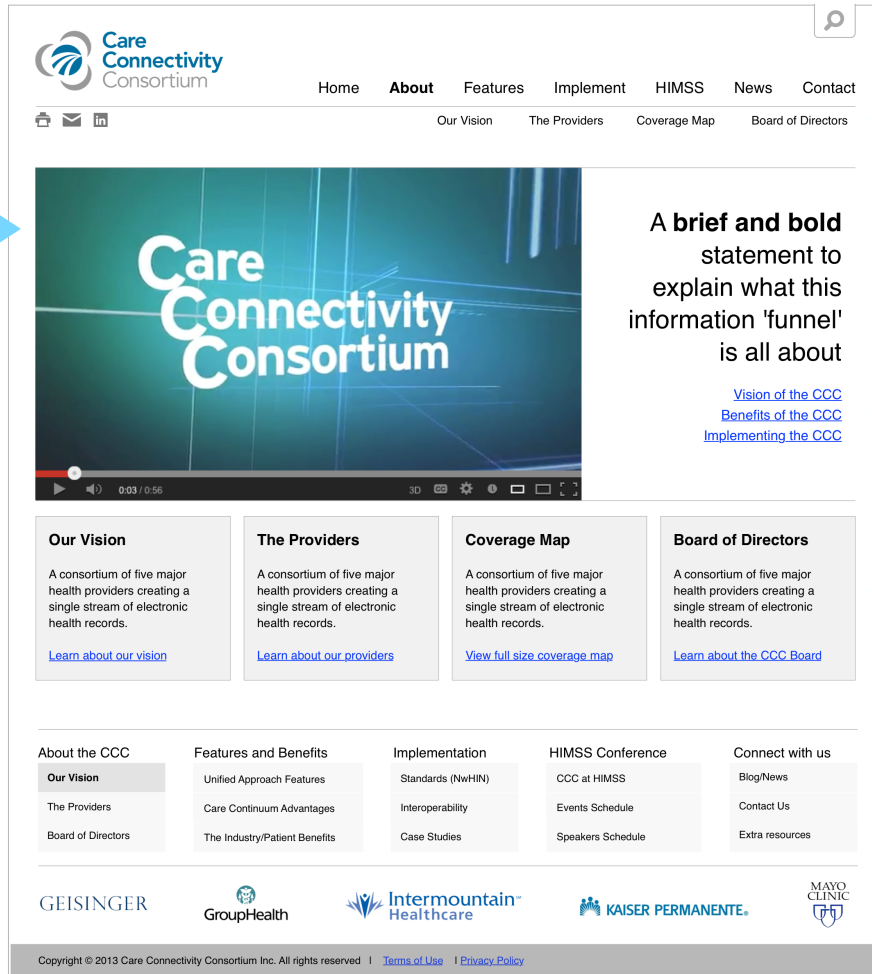 Care
Connectivity
Consortium
Home About Features Implement HIMSS News Contact
in
Our Vision The Providers Coverage Map Board of Directors
Care
Connectivity
Consortium
0:03 / 0:56
3D CC
A brief and bold
statement to
explain what this
information 'funnel'
is all about
Vision of the CCC
Benefits of the CCC
Implementing the CCC
Our Vision
A consortium of five major
health providers creating a
single stream of electronic
health records.
Learn about our vision
The Providers
A consortium of five major
health providers creating a
single stream of electronic
health records.
Learn about our providers
Coverage Map
A consortium of five major
health providers creating a
single stream of electronic
health records.
View full size coverage map
Board of Directors
A consortium of five major
health providers creating a
single stream of electronic
health records.
Learn about the CCC Board
About the CCC
Our Vision
The Providers
Board of Directors
Features and Benefits
Unified Approach Features
Care Continuum Advantages
The Industry/Patient Benefits
Implementation
Standards (NwHIN)
Interoperability
Case Studies
HIMSS Conference
CCC at HIMSS
Events Schedule
Speakers Schedule
Connect with us
Blog/News
Contact Us
Extra resources
GEISINGER
GroupHealth
Intermountain℠
Healthcare
KAISER PERMANENTE®
MAYO
CLINIC
Copyright © 2013 Care Connectivity Consortium Inc. All rights reserved I Terms of Use I Privacy Policy